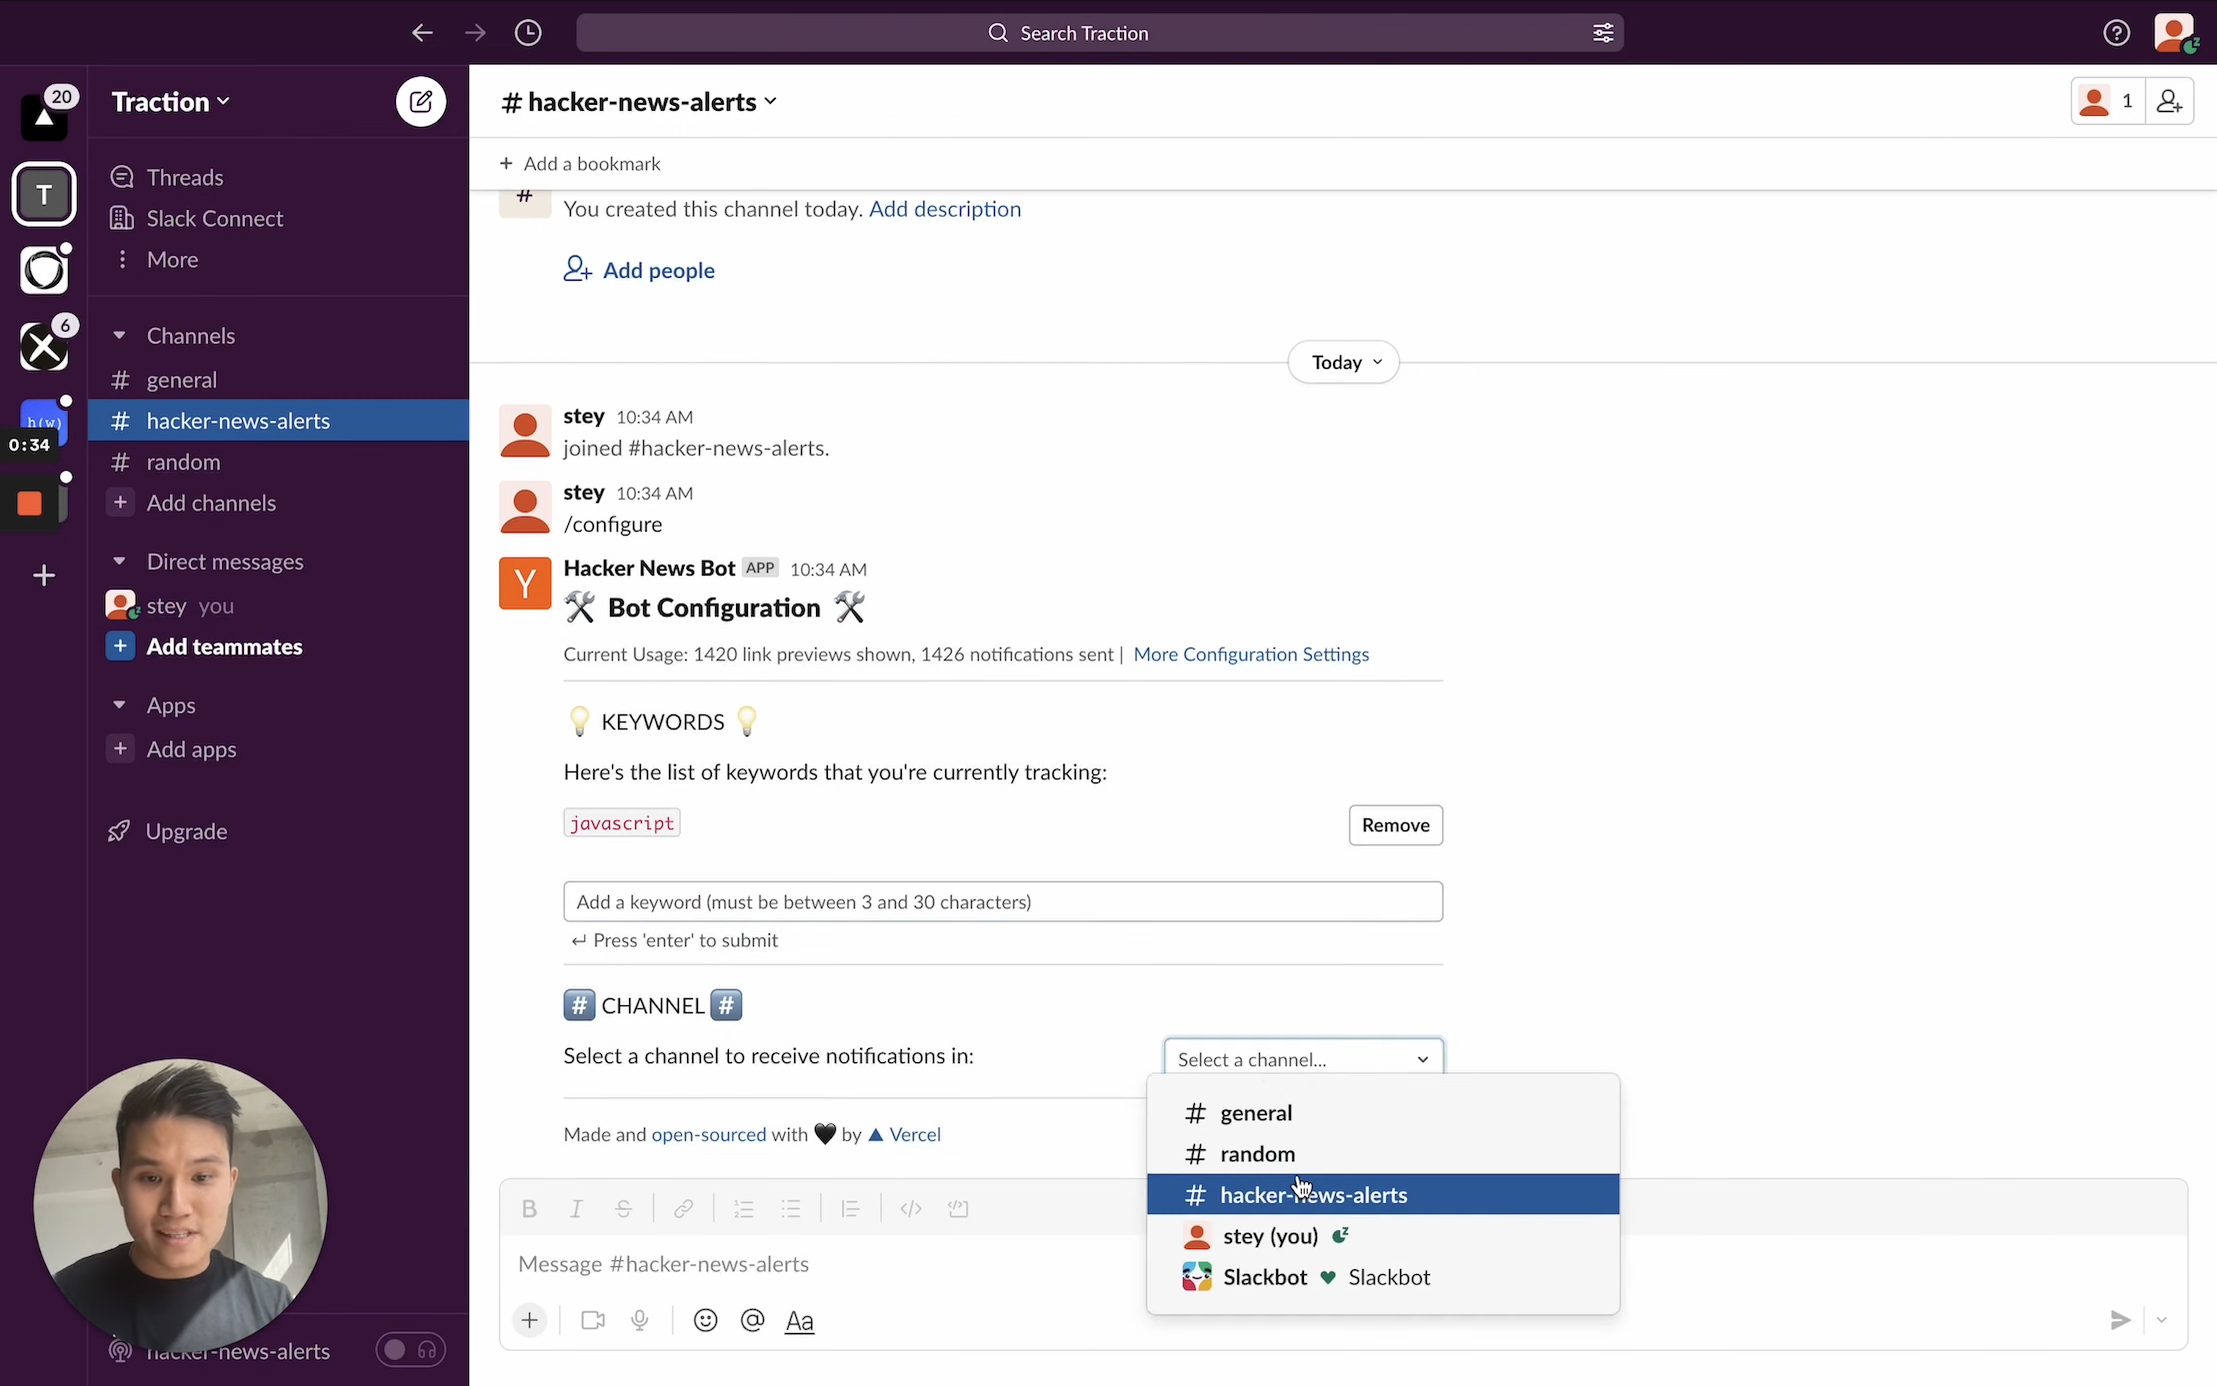 Search Traction
20
Traction
# hacker-news-alerts
1
T
Threads
Slack Connect
More
+ Add a bookmark
#
You created this channel today. Add description
Add people
6
Channels
# general
# hacker-news-alerts
# random
+ Add channels
h(w)
0:34
Today
stey 10:34 AM
joined #hacker-news-alerts.
stey 10:34 AM
/configure
Direct messages
stey you
+ Add teammates
Apps
+ Add apps
Upgrade
Y
Hacker News Bot APP 10:34 AM
Bot Configuration
Current Usage: 1420 link previews shown, 1426 notifications sent | More Configuration Settings
KEYWORDS
Here's the list of keywords that you're currently tracking:
javascript
Remove
Add a keyword (must be between 3 and 30 characters)
↵ Press 'enter' to submit
# CHANNEL #
Select a channel to receive notifications in:
Select a channel...
# general
# random
# hacker-news-alerts
stey (you)
Slackbot ♥ Slackbot
Made and open-sourced with 🖤 by ▲ Vercel
B I S
Message #hacker-news-alerts
+ @ Aa
hacker-news-alerts